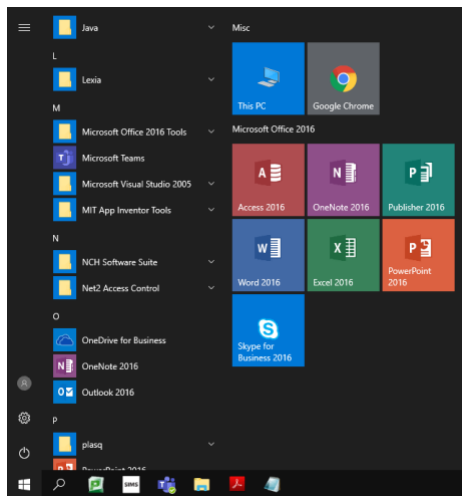 Java
L
Lexia
M
Microsoft Office 2016 Tools
Microsoft Teams
Microsoft Visual Studio 2005
MIT App Inventor Tools
N
NCH Software Suite
Net2 Access Control
O
OneDrive for Business
OneNote 2016
Outlook 2016
P
plasq
PowerPoint 2016
Misc
This PC
Google Chrome
Microsoft Office 2016
A
Access 2016
N
OneNote 2016
P
Publisher 2016
W
Word 2016
X
Excel 2016
P
PowerPoint
2016
S
Skype for
Business 2016
SIMS